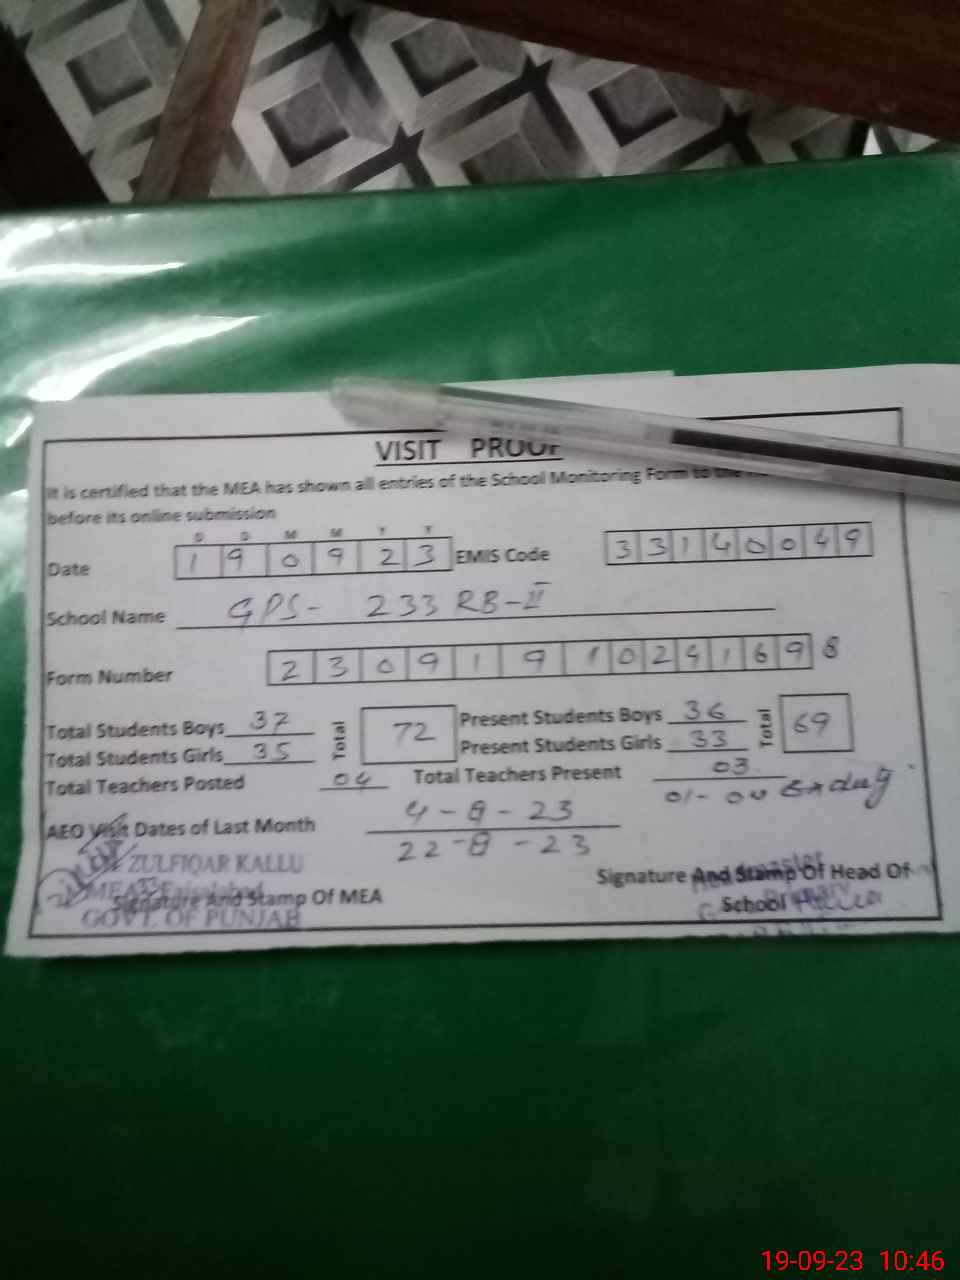 VISIT PROOF
It is certified that the MEA has shown all entries of the School Monitoring Form to the
before its online submission
D D M M Y Y
Date 1 9 0 9 2 3 EMIS Code 3 3 1 4 0 0 4 9
School Name GPS- 233 RB-II
Form Number 2 3 0 9 1 9 1 0 2 4 1 6 9 8
Total Students Boys 37 Total 72 Present Students Boys 36 Total 69
Total Students Girls 35 Present Students Girls 33
Total Teachers Posted 04 Total Teachers Present 03
01- on Ex duty
AEO Visit Dates of Last Month 4-8-23
22-8-23
ZULFIQAR KALLU
MEA Faisalabad
GOVT. OF PUNJAB
Signature And Stamp Of MEA
Signature And Stamp Of Head Of
School
19-09-23 10:46